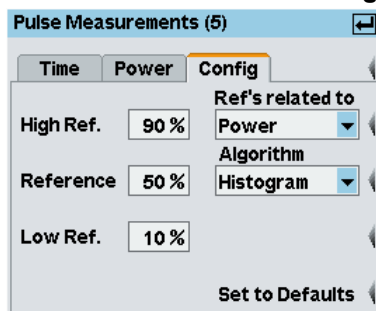 Pulse Measurements (5)
Time Power Config
Ref's related to
High Ref. 90 % Power
Algorithm
Reference 50 % Histogram
Low Ref. 10 %
Set to Defaults